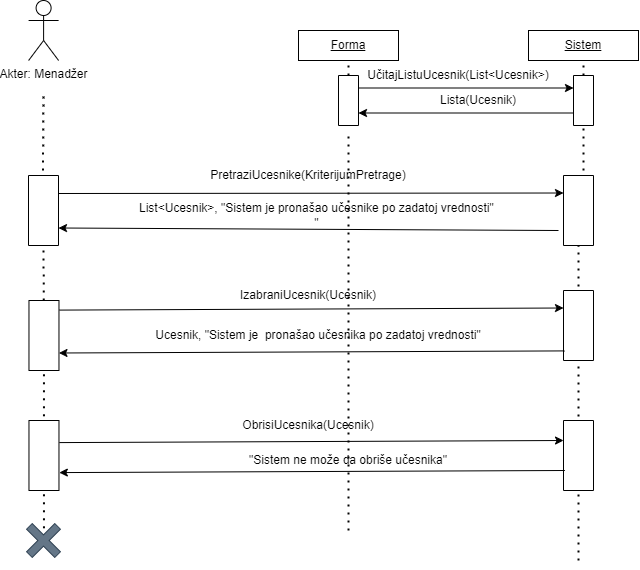 Forma
Sistem
Akter: Menadžer
UčitajListuUcesnik(List<Ucesnik>)
Lista(Ucesnik)
PretraziUcesnike(KriterijumPretrage)
List<Ucesnik>, "Sistem je pronašao učesnike po zadatoj vrednosti"
"
IzabraniUcesnik(Ucesnik)
Ucesnik, "Sistem je  pronašao učesnika po zadatoj vrednosti"
ObrisiUcesnika(Ucesnik)
"Sistem ne može da obriše učesnika"